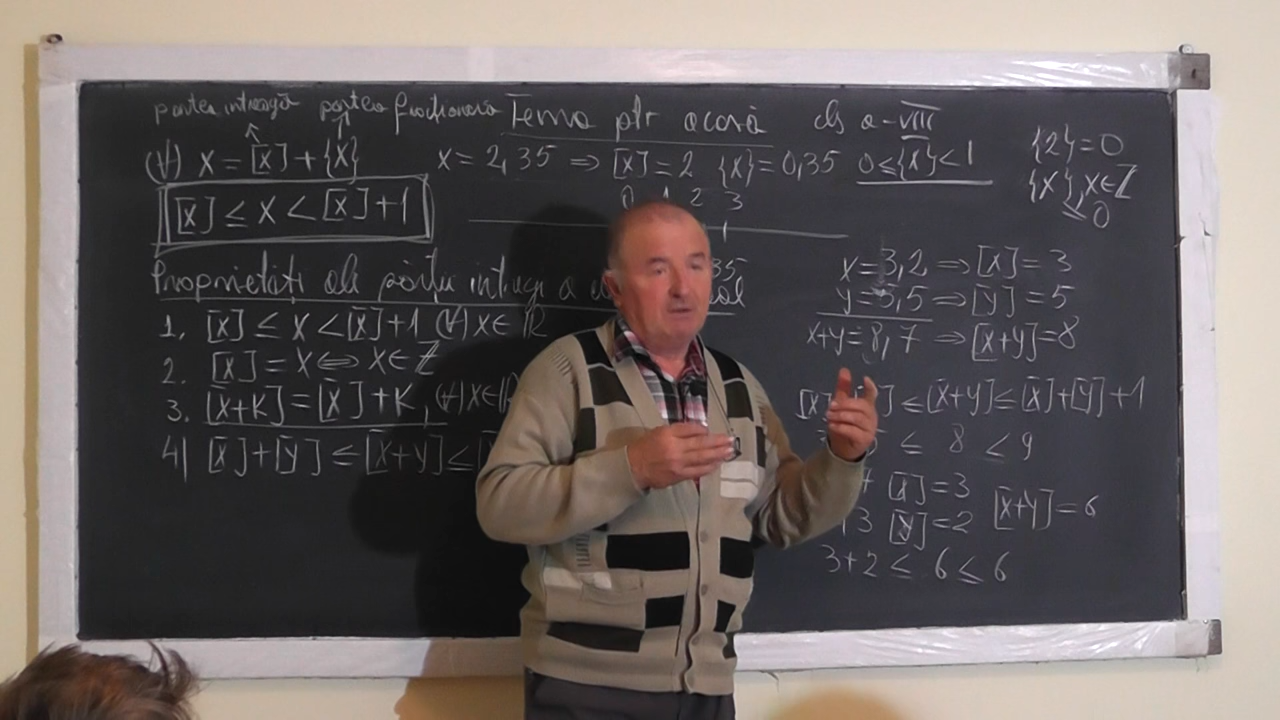 partea întreagă partea fracționară Tema ptr acasă cls a-VIII
(∀) x = [x] + {x} x = 2,35 ⇒ [x] = 2 {x} = 0,35 0 ≤ {x} < 1
{2} = 0
{x}, x ∈ Z
≤ 0
[x] ≤ x < [x] + 1
0 1 2 3
Proprietăți ale părții întregi a
1. [x] ≤ x < [x] + 1 (∀) x ∈ R
2. [x] = x ⇔ x ∈ Z
3. [x+k] = [x] + k, (∀) x ∈ R
4) [x] + [y] ≤ [x+y] ≤
x = 3,2 ⇒ [x] = 3
y = 5,5 ⇒ [y] = 5
x+y = 8,7 ⇒ [x+y] = 8
[x] ] ≤ [x+y] ≤ [x] + [y] + 1
≤ 8 < 9
[x] = 3
[y] = 2 [x+y] = 6
3+2 ≤ 6 ≤ 6